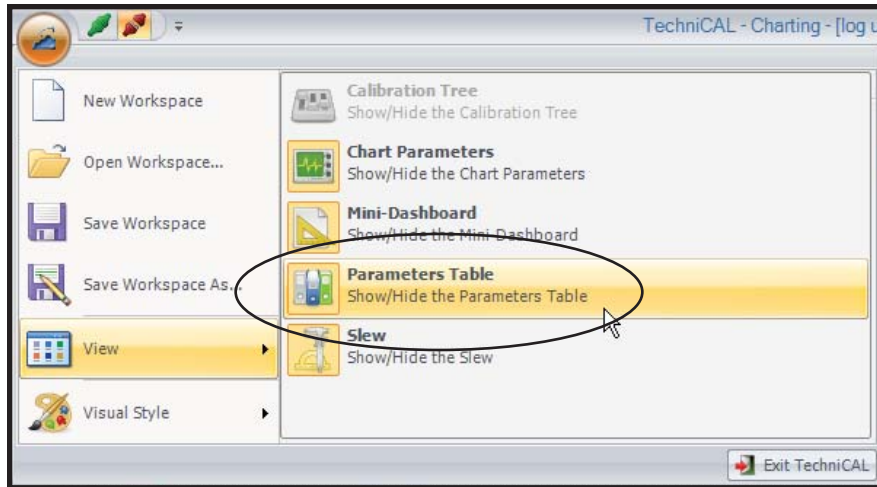 TechniCAL - Charting - [log u
New Workspace
Open Workspace...
Save Workspace
Save Workspace As...
View
Visual Style
Calibration Tree
Show/Hide the Calibration Tree
Chart Parameters
Show/Hide the Chart Parameters
Mini-Dashboard
Show/Hide the Mini-Dashboard
Parameters Table
Show/Hide the Parameters Table
Slew
Show/Hide the Slew
Exit TechniCAL